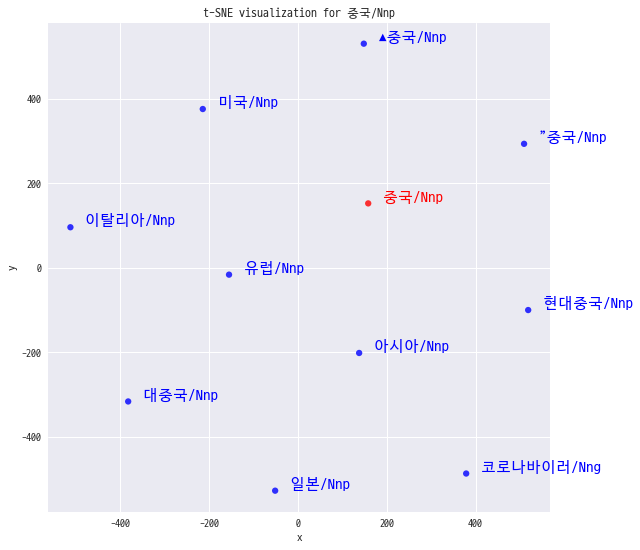 t-SNE visualization for 중국/Nnp
▲중국/Nnp
미국/Nnp
”중국/Nnp
중국/Nnp
이탈리아/Nnp
유럽/Nnp
현대중국/Nnp
아시아/Nnp
대중국/Nnp
코로나바이러/Nng
일본/Nnp
400
200
0
−200
−400
y
−400
−200
0
200
400
x